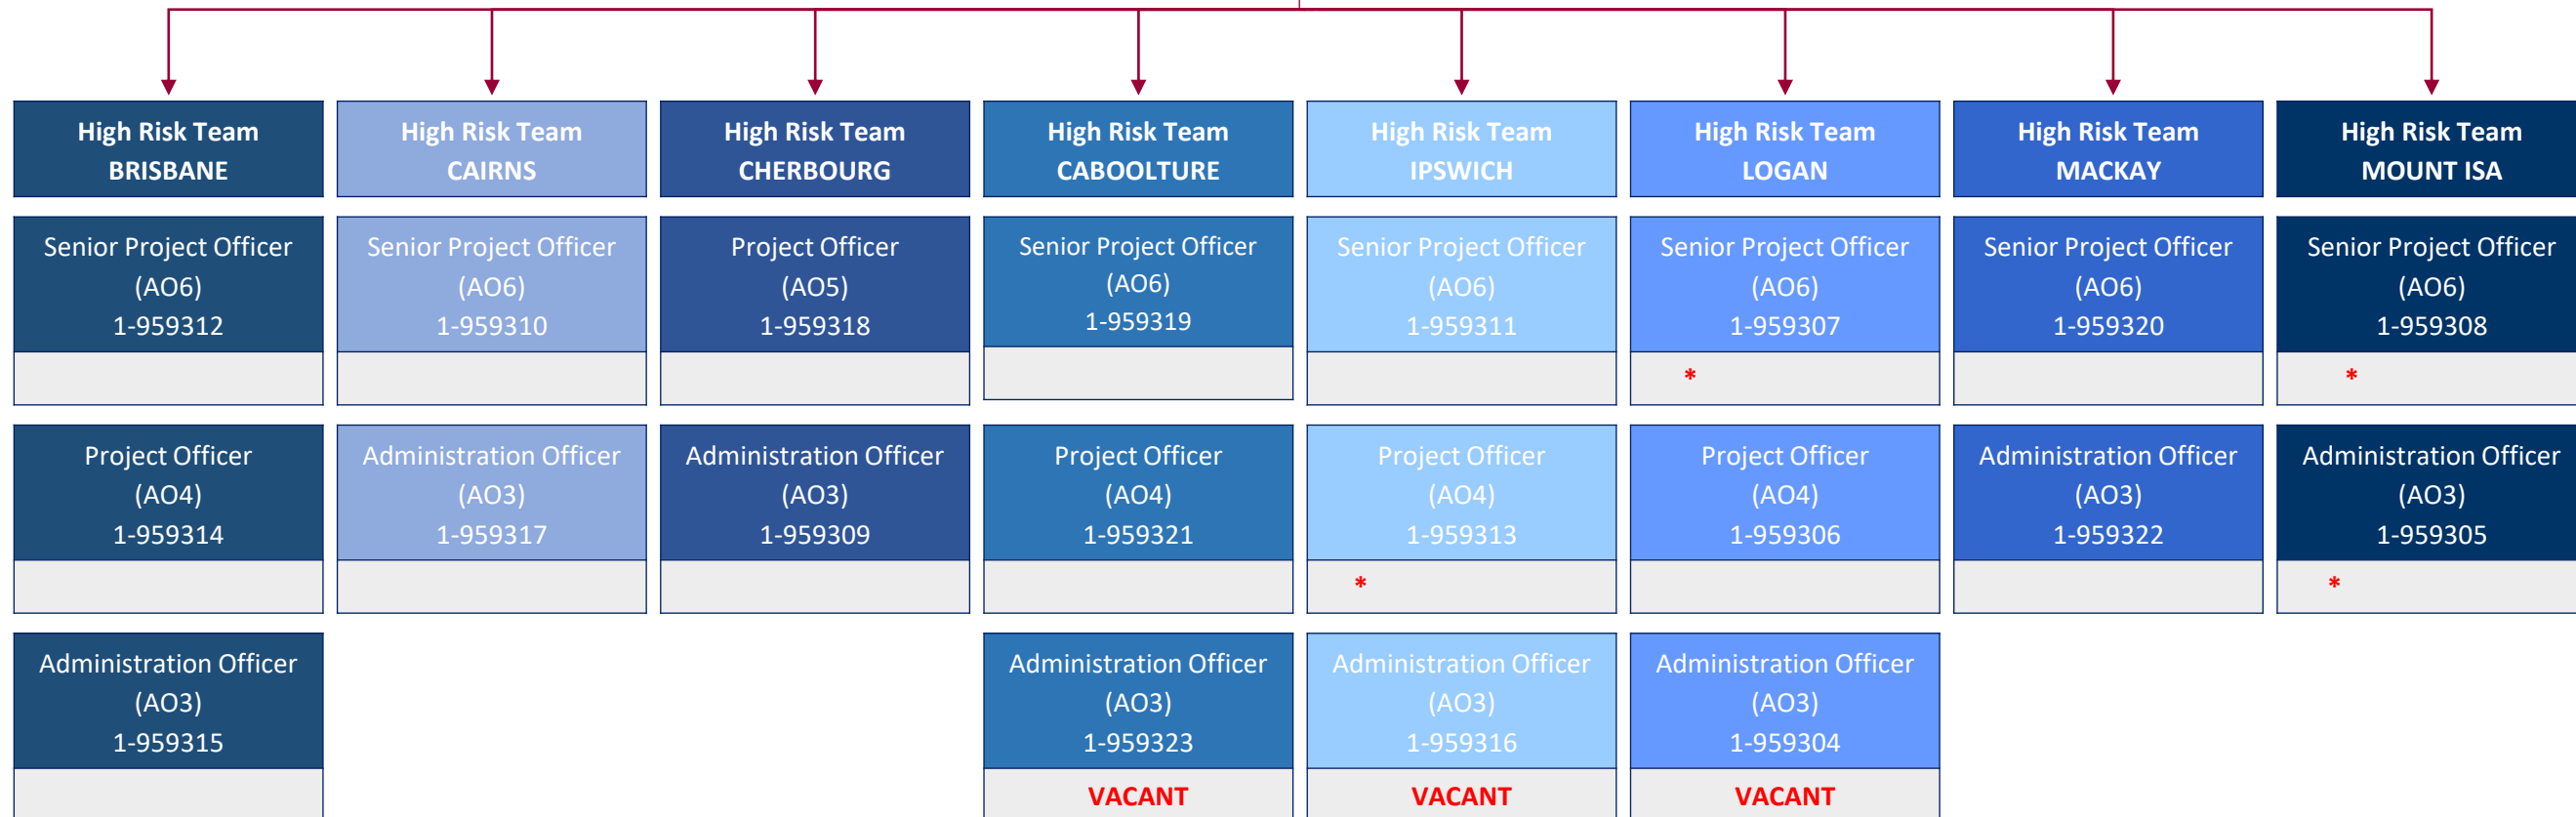 High Risk Team
BRISBANE
Senior Project Officer
(AO6)
1-959312
Project Officer
(AO4)
1-959314
Administration Officer
(AO3)
1-959315
High Risk Team
CAIRNS
Senior Project Officer
(AO6)
1-959310
Administration Officer
(AO3)
1-959317
High Risk Team
CHERBOURG
Project Officer
(AO5)
1-959318
Administration Officer
(AO3)
1-959309
High Risk Team
CABOOLTURE
Senior Project Officer
(AO6)
1-959319
Project Officer
(AO4)
1-959321
Administration Officer
(AO3)
1-959323
VACANT
High Risk Team
IPSWICH
Senior Project Officer
(AO6)
1-959311
Project Officer
(AO4)
1-959313
*
Administration Officer
(AO3)
1-959316
VACANT
High Risk Team
LOGAN
Senior Project Officer
(AO6)
1-959307
*
Project Officer
(AO4)
1-959306
Administration Officer
(AO3)
1-959304
VACANT
High Risk Team
MACKAY
Senior Project Officer
(AO6)
1-959320
Administration Officer
(AO3)
1-959322
High Risk Team
MOUNT ISA
Senior Project Officer
(AO6)
1-959308
*
Administration Officer
(AO3)
1-959305
*